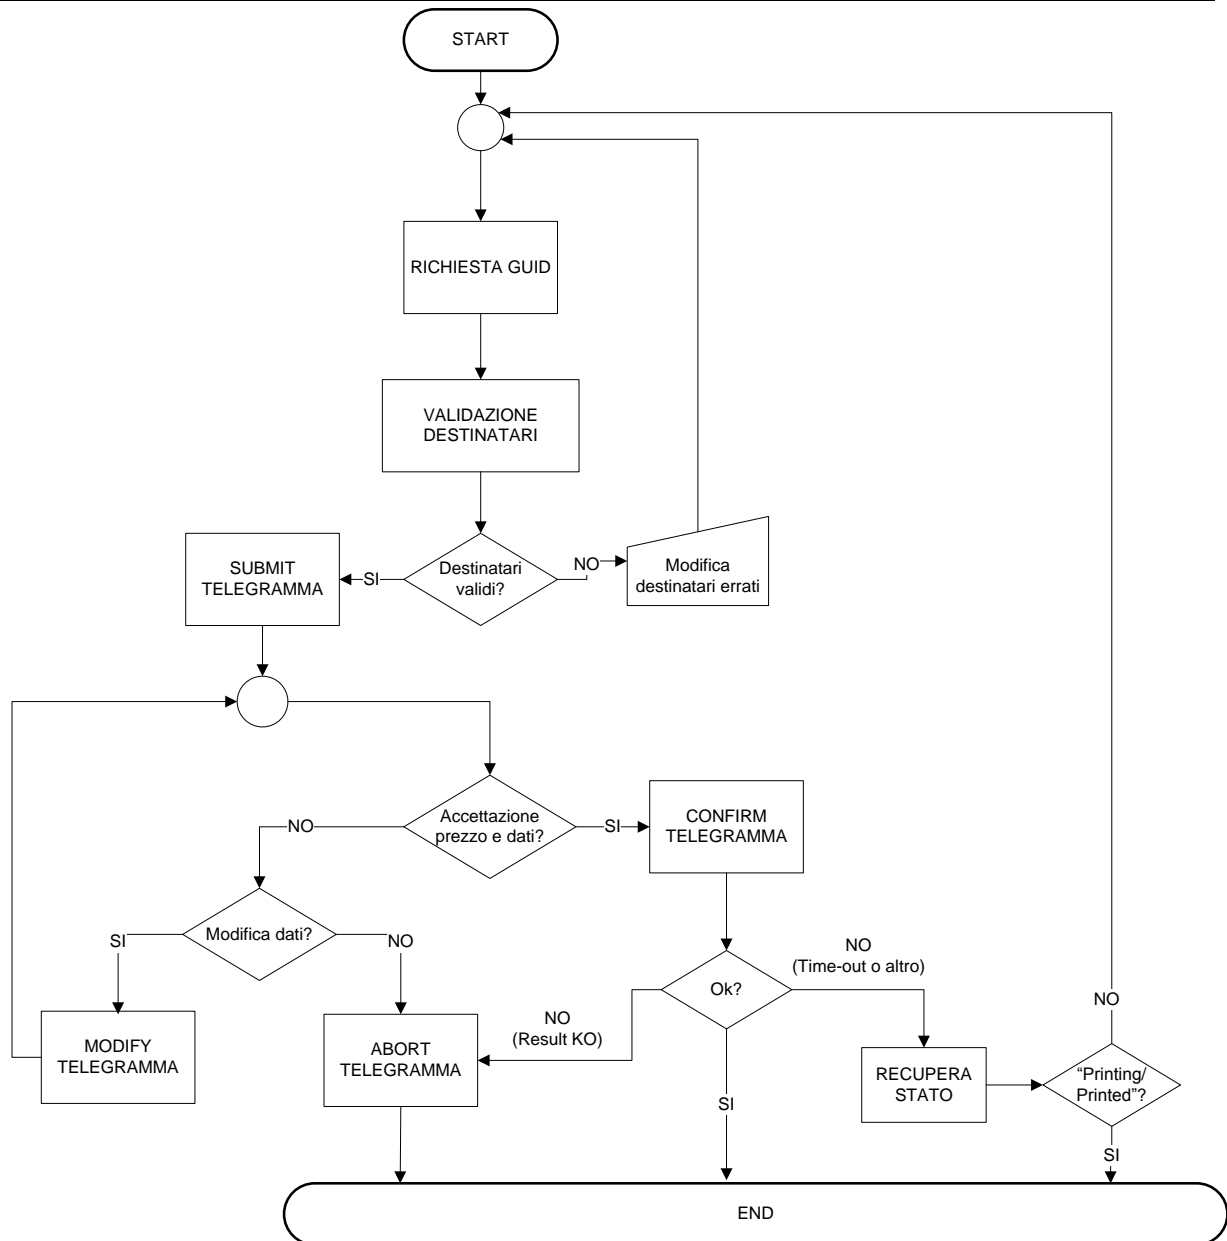 START
RICHIESTA GUID
VALIDAZIONE
DESTINATARI
SUBMIT
TELEGRAMMA
SI
Destinatari
validi?
NO
Modifica
destinatari errati
NO
Accettazione
prezzo e dati?
SI
CONFIRM
TELEGRAMMA
SI
Modifica dati?
NO
NO
(Time-out o altro)
Ok?
NO
NO
(Result KO)
MODIFY
TELEGRAMMA
ABORT
TELEGRAMMA
RECUPERA
STATO
“Printing/
Printed”?
SI
SI
END